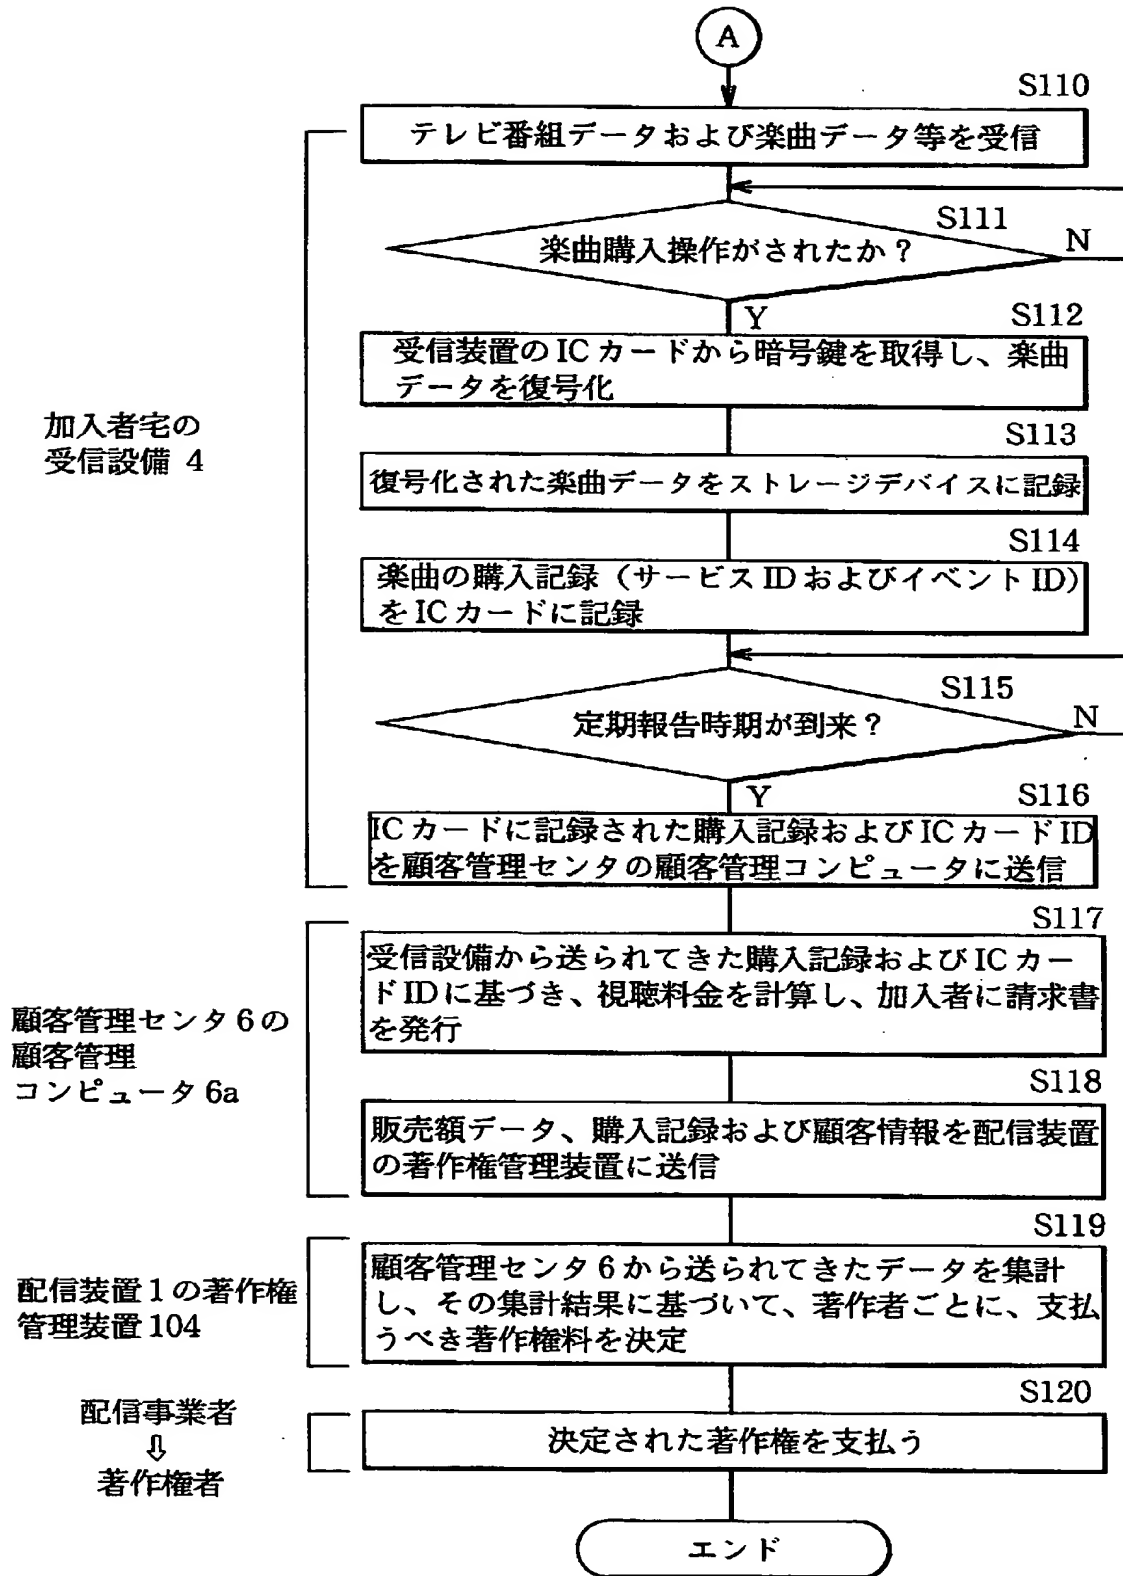 A
S110
テレビ番組データおよび楽曲データ等を受信
S111
楽曲購入操作がされたか？
N
Y
S112
受信装置のICカードから暗号鍵を取得し、楽曲
データを復号化
加入者宅の
受信設備 4
S113
復号化された楽曲データをストレージデバイスに記録
S114
楽曲の購入記録（サービスIDおよびイベントID）
をICカードに記録
S115
定期報告時期が到来？
N
Y
S116
ICカードに記録された購入記録およびICカードID
を顧客管理センタの顧客管理コンピュータに送信
S117
受信設備から送られてきた購入記録およびICカー
ドIDに基づき、視聴料金を計算し、加入者に請求書
を発行
顧客管理センタ6の
顧客管理
コンピュータ6a
S118
販売額データ、購入記録および顧客情報を配信装置
の著作権管理装置に送信
S119
顧客管理センタ6から送られてきたデータを集計
し、その集計結果に基づいて、著作者ごとに、支払
うべき著作権料を決定
配信装置1の著作権
管理装置104
S120
決定された著作権を支払う
配信事業者
⇩
著作権者
エンド